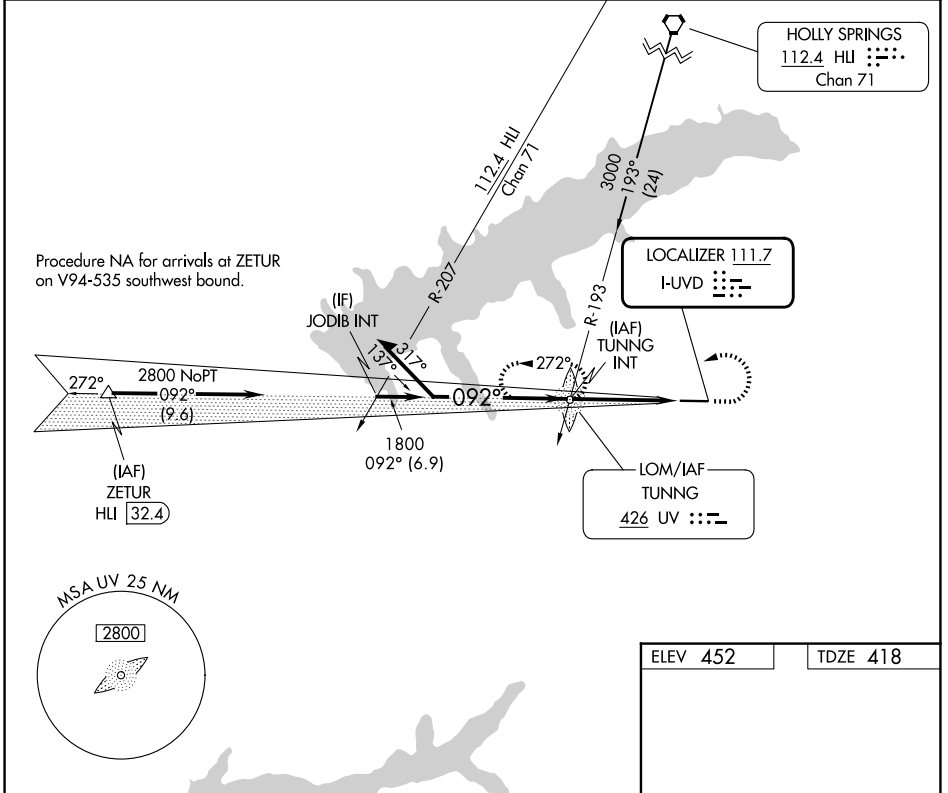 HOLLY SPRINGS
112.4 HLI
Chan 71
112.4 HLI
Chan 71
R-207
3000
193°
(24)
R-193
Procedure NA for arrivals at ZETUR
on V94-535 southwest bound.
LOCALIZER 111.7
I-UVD
(IF)
JODIB INT
(IAF)
TUNNG
INT
137°
317°
272°
272°
2800 NoPT
092°
(9.6)
092°
1800
092° (6.9)
(IAF)
ZETUR
HLI 32.4
LOM/IAF
TUNNG
426 UV
MSA UV 25 NM
2800
ELEV 452
TDZE 418